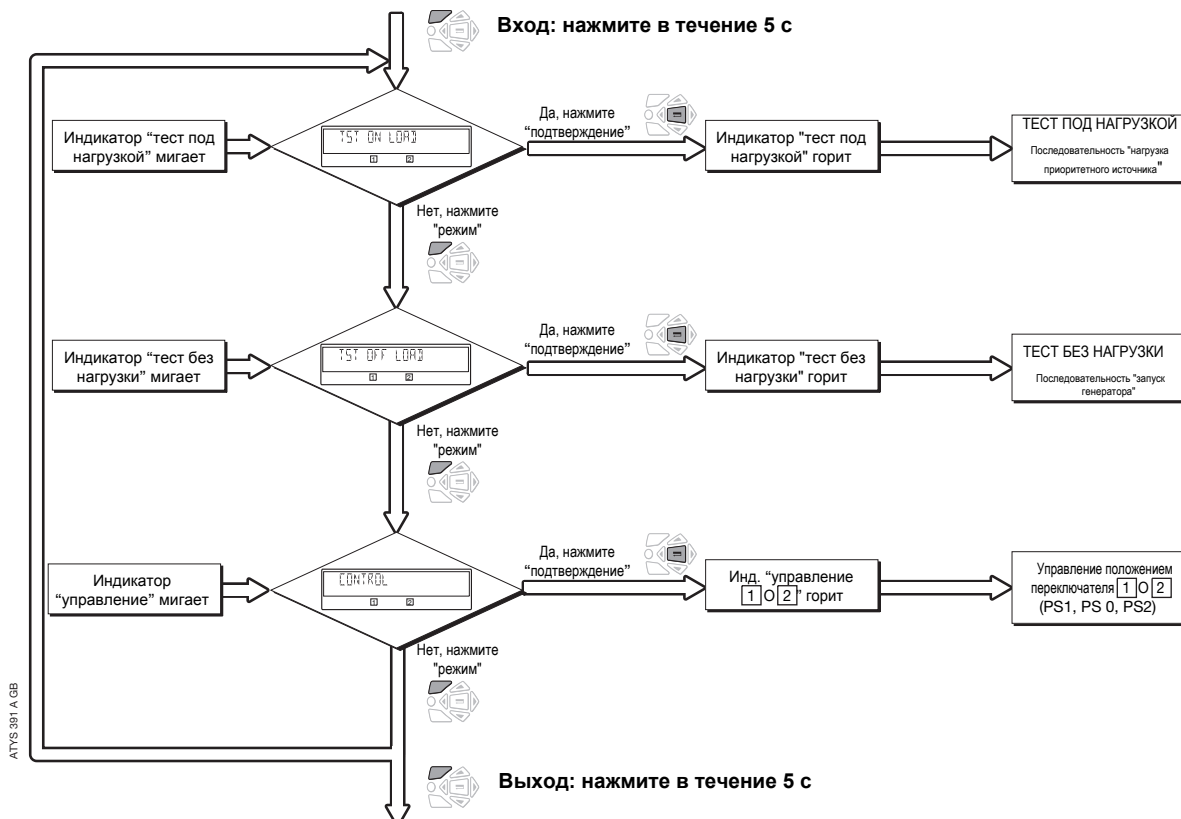 Вход: нажмите в течение 5 с
Индикатор “тест под
нагрузкой” мигает
TST ON LOAD
1 2
Да, нажмите
“подтверждение”
Индикатор "тест под
нагрузкой" горит
ТЕСТ ПОД НАГРУЗКОЙ
Последовательность "нагрузка
приоритетного источника"
Нет, нажмите
"режим"
Индикатор “тест без
нагрузки” мигает
TST OFF LOAD
1 2
Да, нажмите
“подтверждение”
Индикатор "тест без
нагрузки" горит
ТЕСТ БЕЗ НАГРУЗКИ
Последовательность "запуск
генератора"
Нет, нажмите
"режим"
Индикатор
“управление” мигает
CONTROL
1 2
Да, нажмите
“подтверждение”
Инд. “управление
1 O 2” горит
Управление положением
переключателя 1 O 2
(PS1, PS 0, PS2)
Нет, нажмите
"режим"
Выход: нажмите в течение 5 с
ATYS 391 A GB